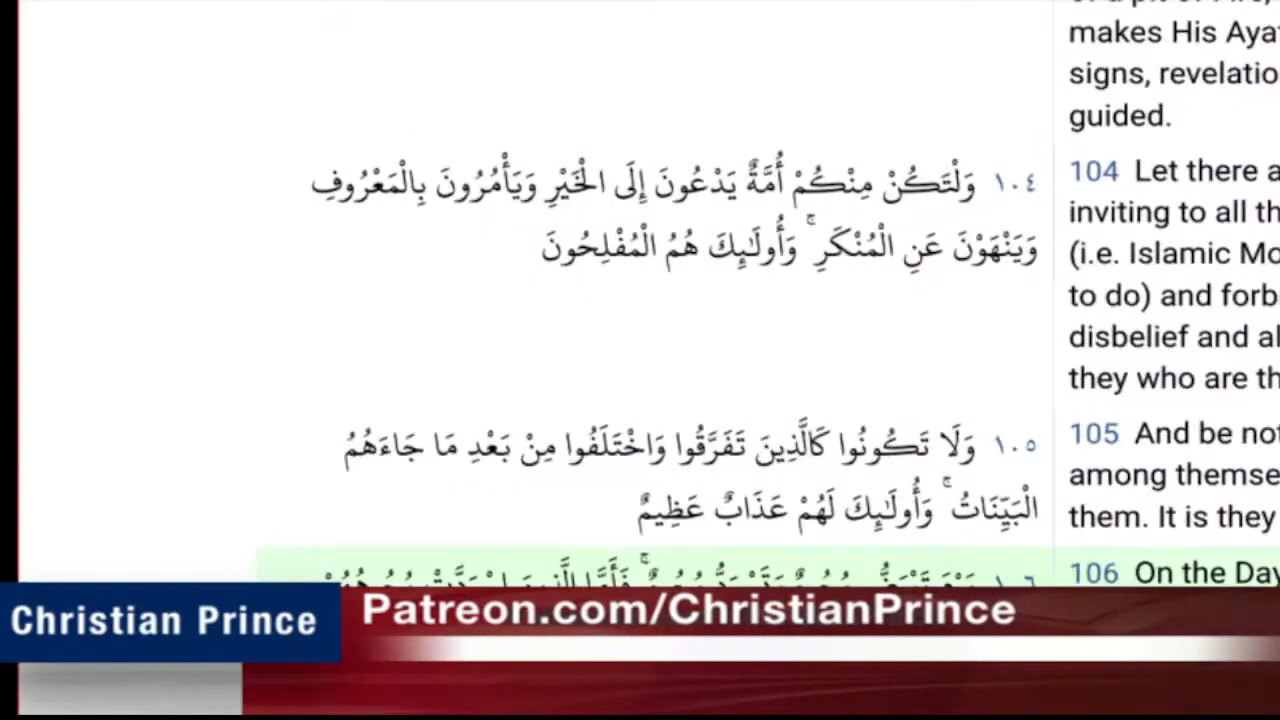 makes His Aya
signs, revelatio
guided.
١٠٤ وَلْتَكُنْ مِنْكُمْ أُمَّةٌ يَدْعُونَ إِلَى الْخَيْرِ وَيَأْمُرُونَ بِالْمَعْرُوفِ
وَيَنْهَوْنَ عَنِ الْمُنْكَرِ ۚ وَأُولَٰئِكَ هُمُ الْمُفْلِحُونَ
104 Let there a
inviting to all th
(i.e. Islamic Mo
to do) and forb
disbelief and al
they who are th
١٠٥ وَلَا تَكُونُوا كَالَّذِينَ تَفَرَّقُوا وَاخْتَلَفُوا مِنْ بَعْدِ مَا جَاءَهُمُ
الْبَيِّنَاتُ ۚ وَأُولَٰئِكَ لَهُمْ عَذَابٌ عَظِيمٌ
105 And be not
among themse
them. It is they
106 On the Day
Christian Prince
Patreon.com/ChristianPrince